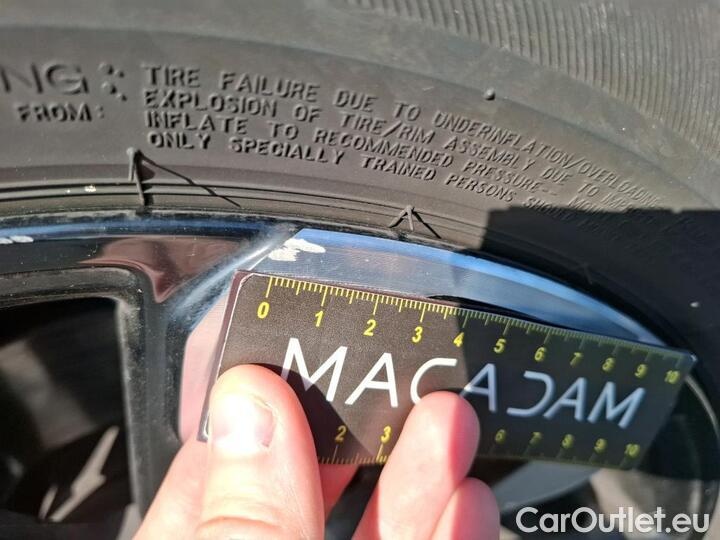 NG: TIRE FAILURE DUE TO UNDERINFLATION/OVERLOADING
FROM: EXPLOSION OF TIRE/RIM ASSEMBLY DUE TO
INFLATE TO RECOMMENDED PRESSURE--
ONLY SPECIALLY TRAINED PERSONS SHOULD
0 1 2 3 4 5 6 7 8 9 10
MACADAM
2 3 6 7 8 9 10
CarOutlet.eu